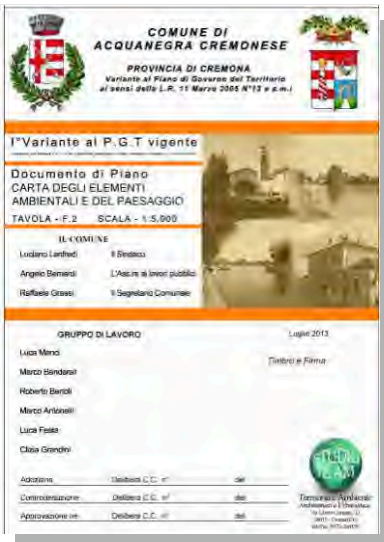 COMUNE DI
ACQUANEGRA CREMONESE
PROVINCIA DI CREMONA
Variante al Piano di Governo del Territorio
ai sensi della L.R. 11 Marzo 2005 N°12 e s.m.i
I°Variante al P.G.T vigente
Documento di Piano
CARTA DEGLI ELEMENTI
AMBIENTALI E DEL PAESAGGIO
TAVOLA - F.2 SCALA - 1:5.000
IL COMUNE
Luciano Lanfredi Il Sindaco
Angelo Bernardi L'Ass.re ai lavori pubblici
Raffaele Grassi Il Segretario Comunale
GRUPPO DI LAVORO Luglio 2013
Timbro e Firma
Luca Menci
Marco Banderali
Roberto Bertoli
Marco Antonelli
Luca Festa
Grandini
STUDIO
TEAM
Adozione Delibera C.C. n° del
Controdeduzione Delibera C.C. n° del
Approvazione Delibera C.C. n° del
Territorio Ambiente